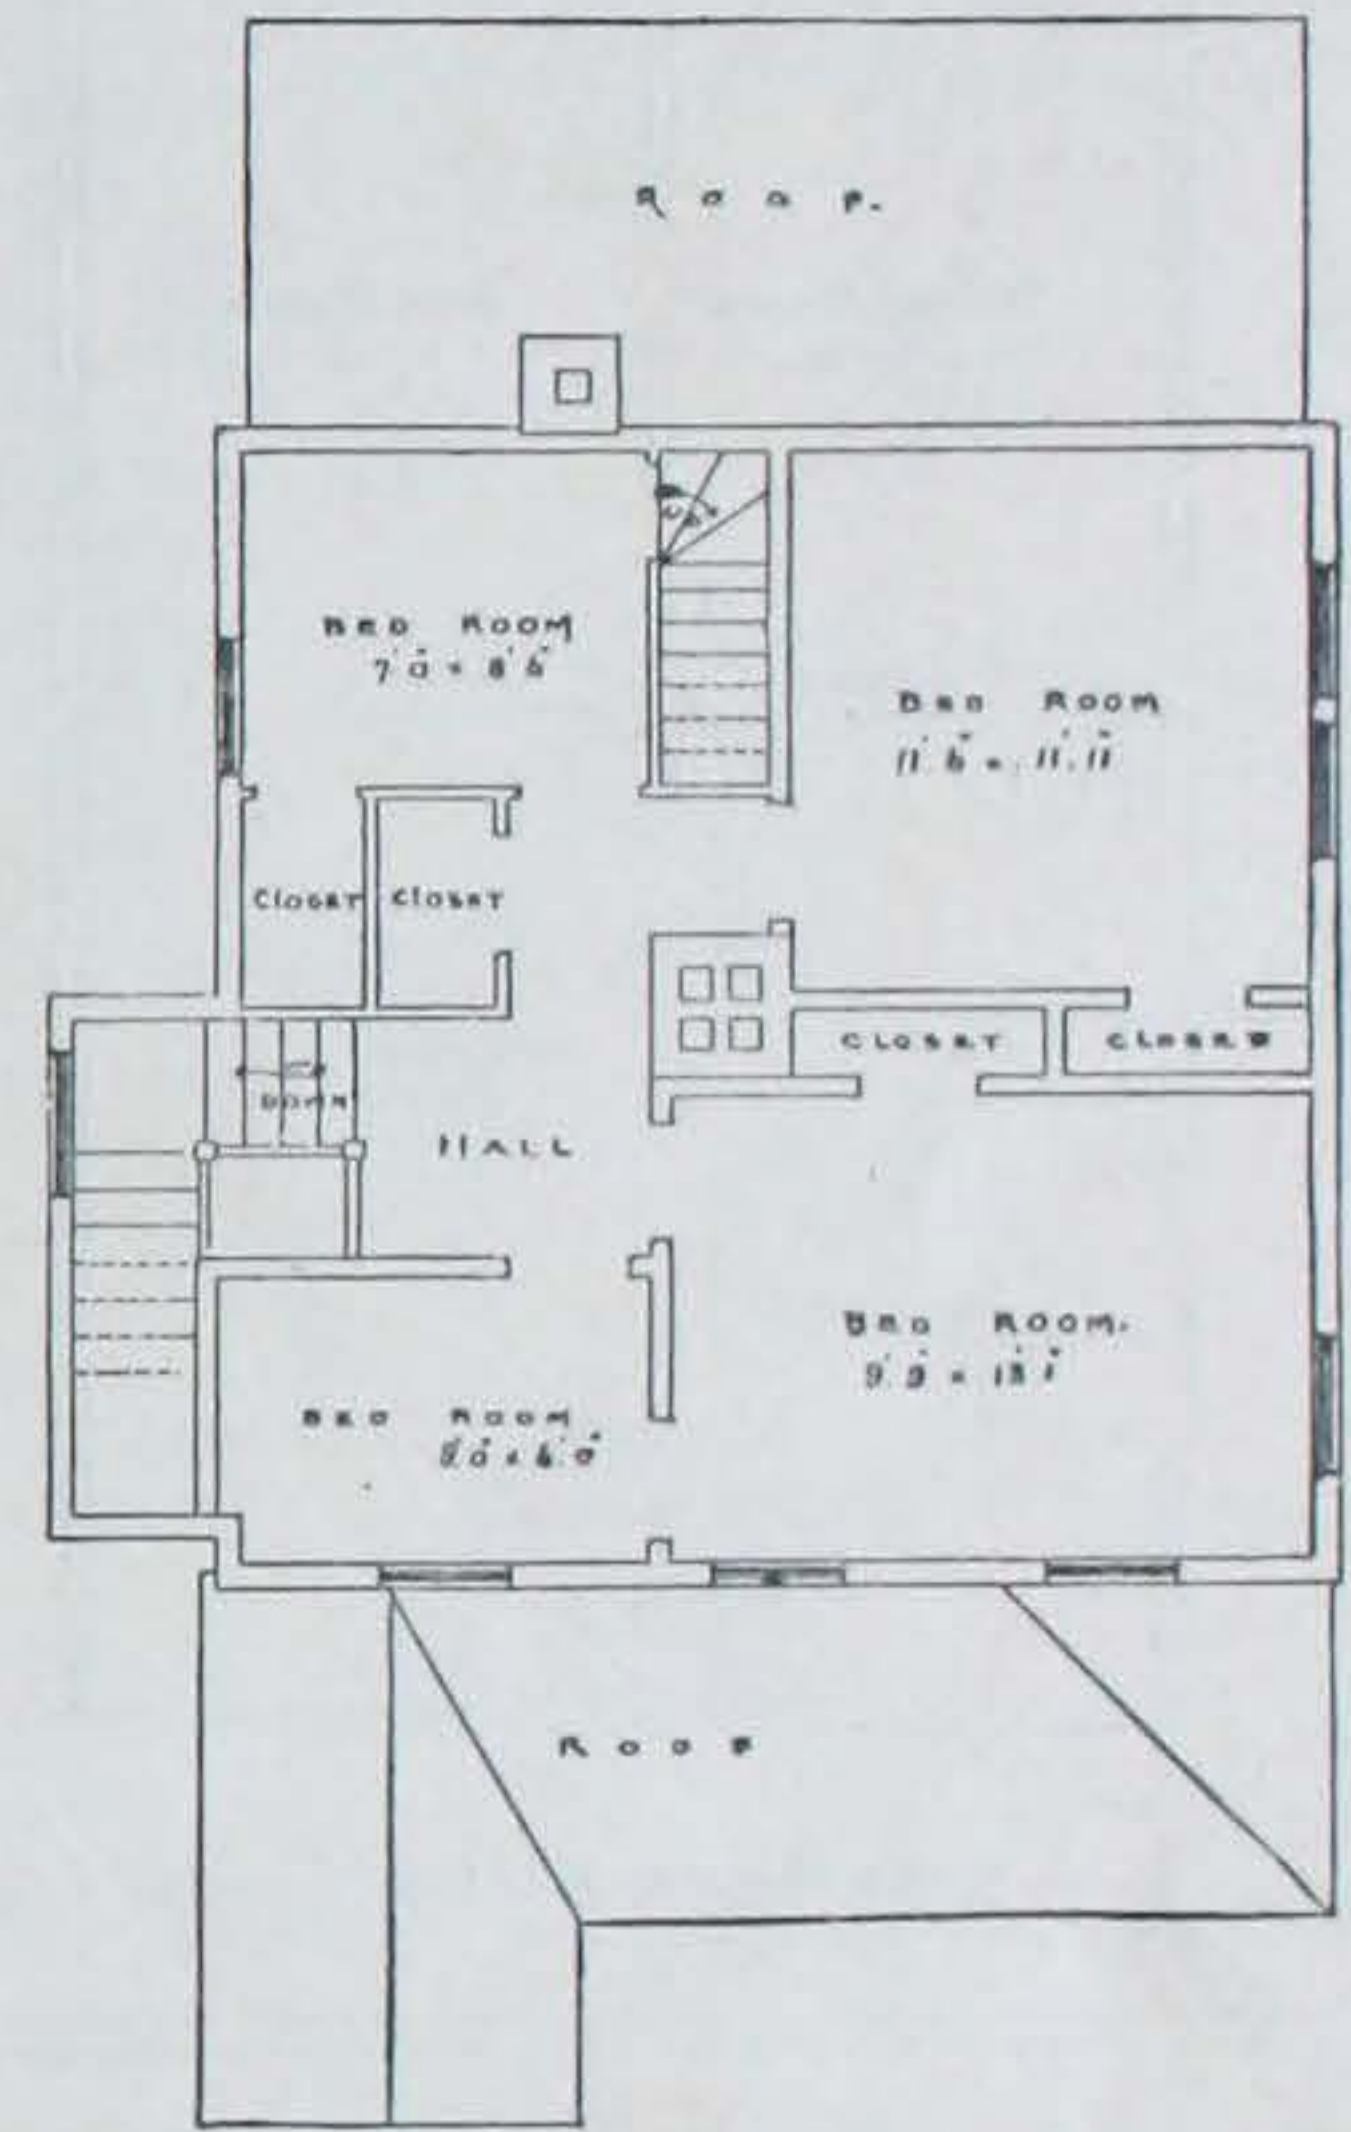 ROOF.
UP
BED ROOM
7' 0" × 8' 6"
BED ROOM
11' 6" × 11' 11"
CLOSET
CLOSET
CLOSET
CLOSET
DOWN
HALL
BED ROOM.
9' 9" × 13' 1"
BED ROOM
ROOF